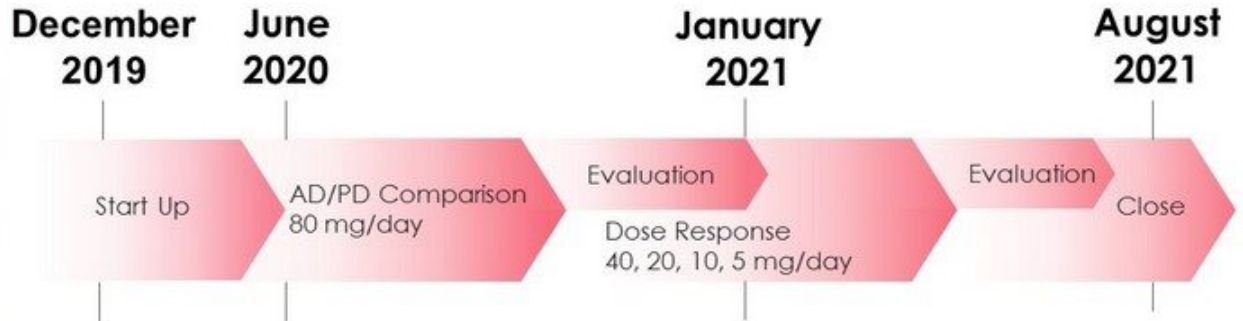 December
2019
June
2020
January
2021
August
2021
Start Up
AD/PD Comparison
80 mg/day
Evaluation
Dose Response
40, 20, 10, 5 mg/day
Evaluation
Close